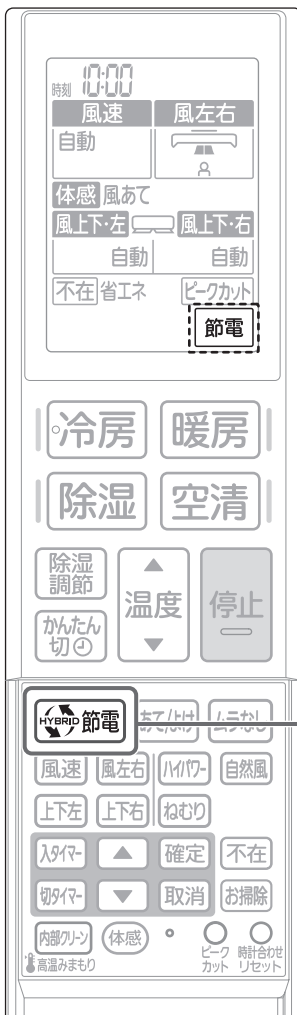 時刻 10:00
風速 風左右
自動
体感 風あて
風上下・左 風上下・右
自動 自動
不在 省エネ ピークカット
節電
冷房 暖房
除湿 空清
除湿
調節
温度
停止
かんたん
切
HYBRID 節電 あて/よけ ムラなし
風速 風左右 ハイパワー 自然風
上下左 上下右 ねむり
入タイマー 確定 不在
切タイマー 取消 お掃除
内部クリーン 体感
高温みまもり
ピーク
カット
時計合わせ
リセット